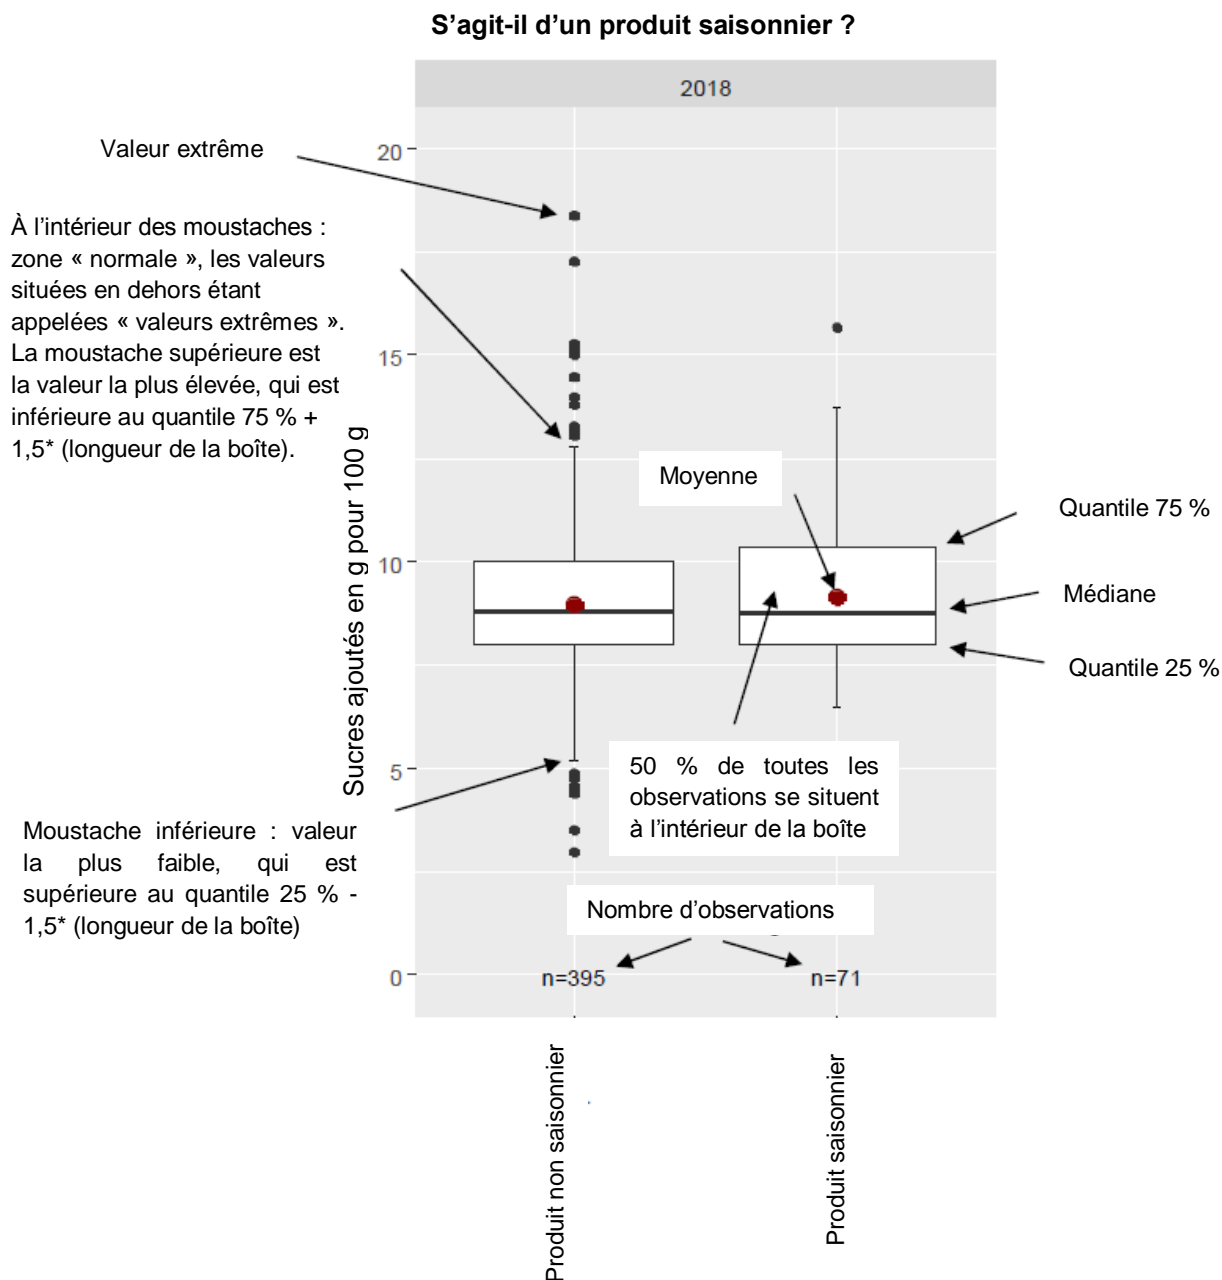 S’agit-il d’un produit saisonnier ?
2018
Valeur extrême
20
À l’intérieur des moustaches :
zone « normale », les valeurs
situées en dehors étant
appelées « valeurs extrêmes ».
La moustache supérieure est
la valeur la plus élevée, qui est
inférieure au quantile 75 % +
1,5* (longueur de la boîte).
15
Sucres ajoutés en g pour 100 g
Moyenne
Quantile 75 %
10
Médiane
Quantile 25 %
5
50 % de toutes les
observations se situent
à l’intérieur de la boîte
Moustache inférieure : valeur
la plus faible, qui est
supérieure au quantile 25 % -
1,5* (longueur de la boîte)
Nombre d’observations
0
n=395
n=71
Produit non saisonnier
Produit saisonnier